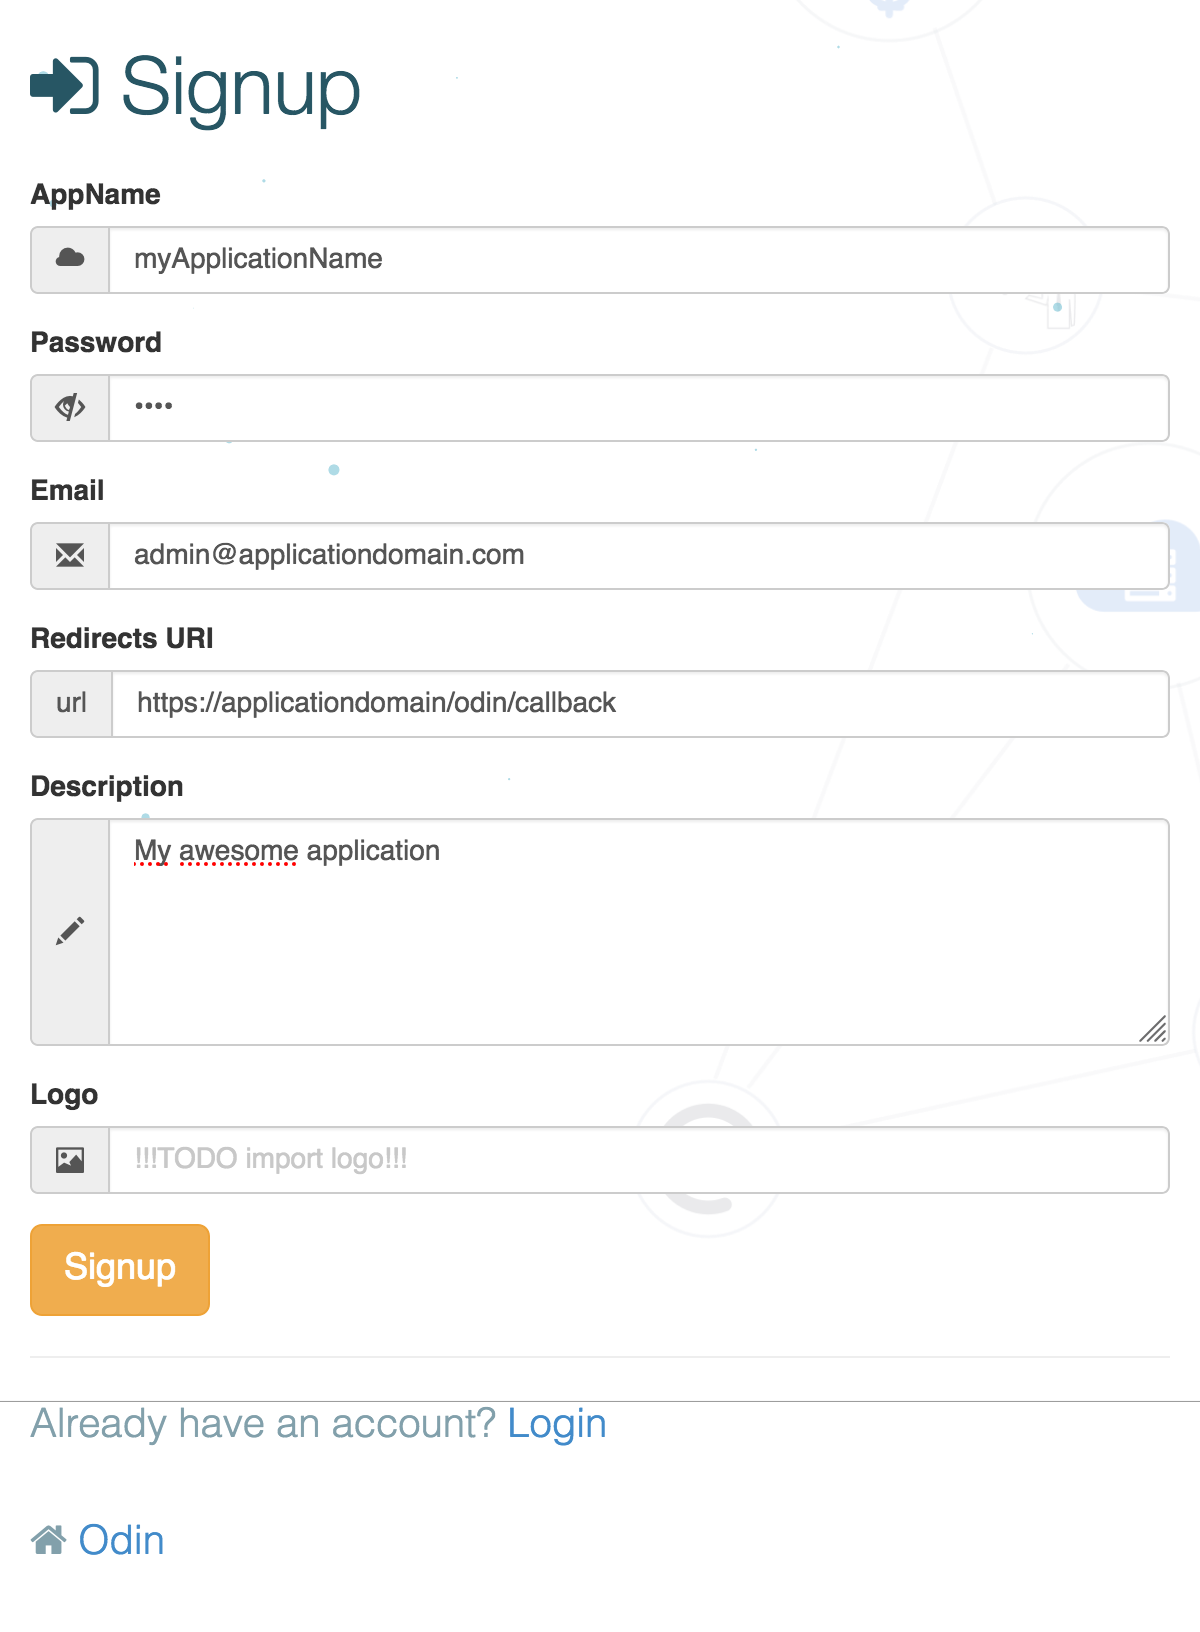 Signup
AppName
myApplicationName
Password
••••
Email
admin@applicationdomain.com
Redirects URI
url https://applicationdomain/odin/callback
Description
My awesome application
Logo
!!!TODO import logo!!!
Signup
Already have an account? Login
Odin